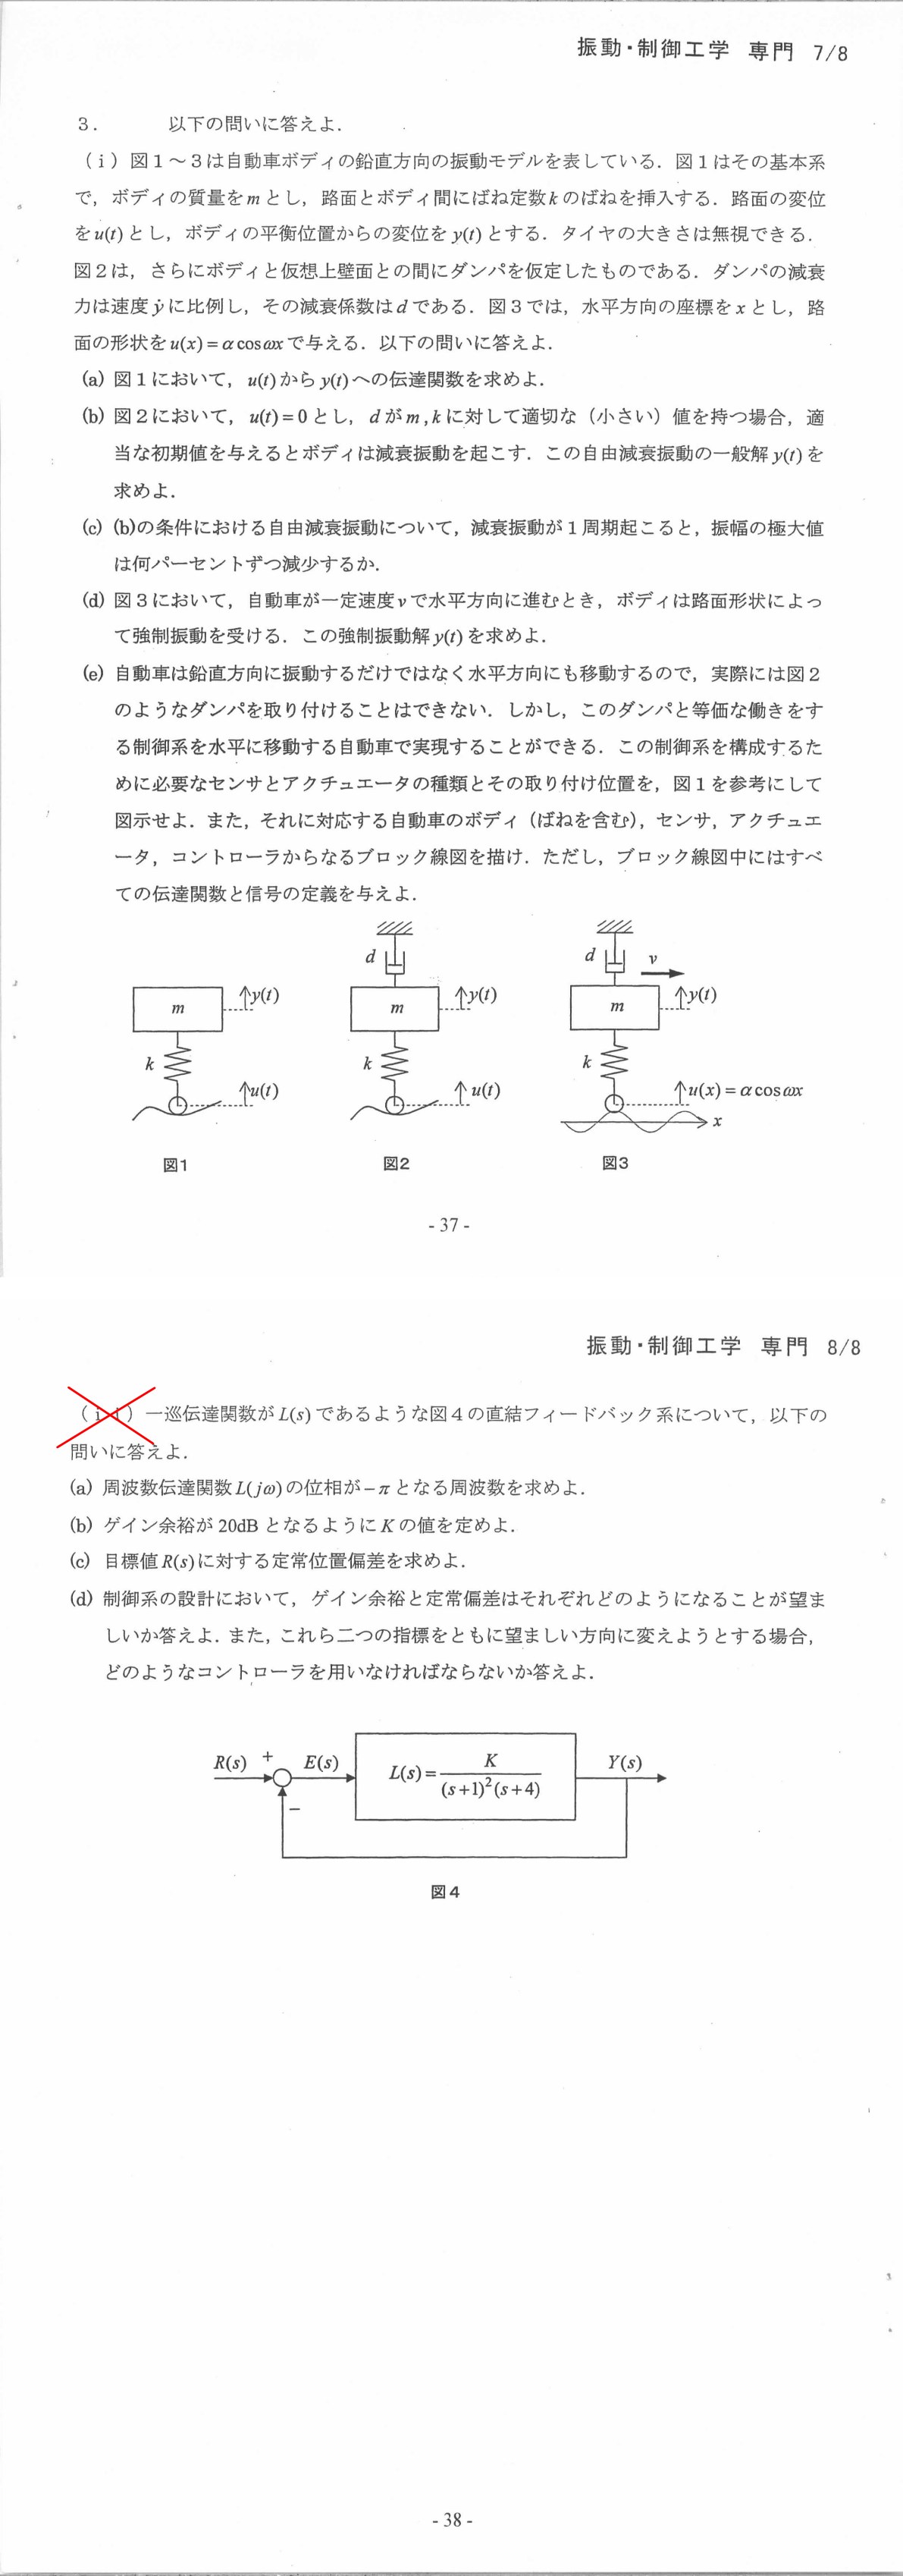 振動・制御工学 専門 7/8
3. 以下の問いに答えよ.
(i)図1~3は自動車ボディの鉛直方向の振動モデルを表している. 図1はその基本系
で, ボディの質量をmとし, 路面とボディ間にばね定数kのばねを挿入する. 路面の変位
をu(t)とし, ボディの平衡位置からの変位をy(t)とする. タイヤの大きさは無視できる.
図2は, さらにボディと仮想上壁面との間にダンパを仮定したものである. ダンパの減衰
力は速度ẏに比例し, その減衰係数はdである. 図3では, 水平方向の座標をxとし, 路
面の形状をu(x)=αcosωxで与える. 以下の問いに答えよ.
(a) 図1において, u(t)からy(t)への伝達関数を求めよ.
(b) 図2において, u(t)=0とし, dがm,kに対して適切な(小さい)値を持つ場合, 適
当な初期値を与えるとボディは減衰振動を起こす. この自由減衰振動の一般解y(t)を
求めよ.
(c) (b)の条件における自由減衰振動について, 減衰振動が1周期起こると, 振幅の極大値
は何パーセントずつ減少するか.
(d) 図3において, 自動車が一定速度vで水平方向に進むとき, ボディは路面形状によっ
て強制振動を受ける. この強制振動解y(t)を求めよ.
(e) 自動車は鉛直方向に振動するだけではなく水平方向にも移動するので, 実際には図2
のようなダンパを取り付けることはできない. しかし, このダンパと等価な働きをす
る制御系を水平に移動する自動車で実現することができる. この制御系を構成するた
めに必要なセンサとアクチュエータの種類とその取り付け位置を, 図1を参考にして
図示せよ. また, それに対応する自動車のボディ(ばねを含む), センサ, アクチュエ
ータ, コントローラからなるブロック線図を描け. ただし, ブロック線図中にはすべ
ての伝達関数と信号の定義を与えよ.
d d v
m y(t) m y(t) m y(t)
k k k
u(t) u(t) u(x)=αcosωx
x
図1 図2 図3
- 37 -
振動・制御工学 専門 8/8
(ii)一巡伝達関数がL(s)であるような図4の直結フィードバック系について, 以下の
問いに答えよ.
(a) 周波数伝達関数L(jω)の位相が-πとなる周波数を求めよ.
(b) ゲイン余裕が20dBとなるようにKの値を定めよ.
(c) 目標値R(s)に対する定常位置偏差を求めよ.
(d) 制御系の設計において, ゲイン余裕と定常偏差はそれぞれどのようになることが望ま
しいか答えよ. また, これら二つの指標をともに望ましい方向に変えようとする場合,
どのようなコントローラを用いなければならないか答えよ.
R(s) + E(s) L(s)=K/((s+1)²(s+4)) Y(s)
−
図4
- 38 -